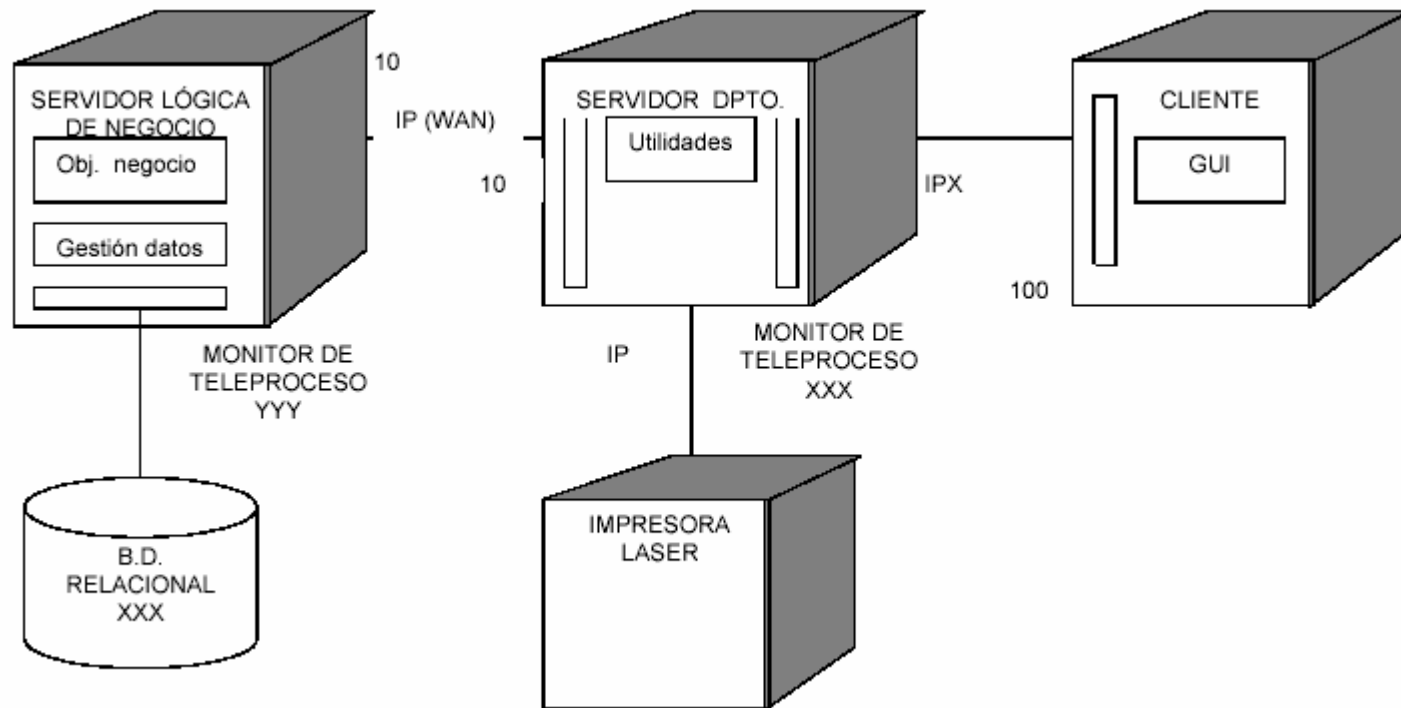 SERVIDOR LÓGICA
DE NEGOCIO
Obj. negocio
Gestión datos
10
IP (WAN)
10
SERVIDOR DPTO.
Utilidades
IPX
CLIENTE
GUI
100
MONITOR DE
TELEPROCESO
YYY
IP
MONITOR DE
TELEPROCESO
XXX
B.D.
RELACIONAL
XXX
IMPRESORA
LASER